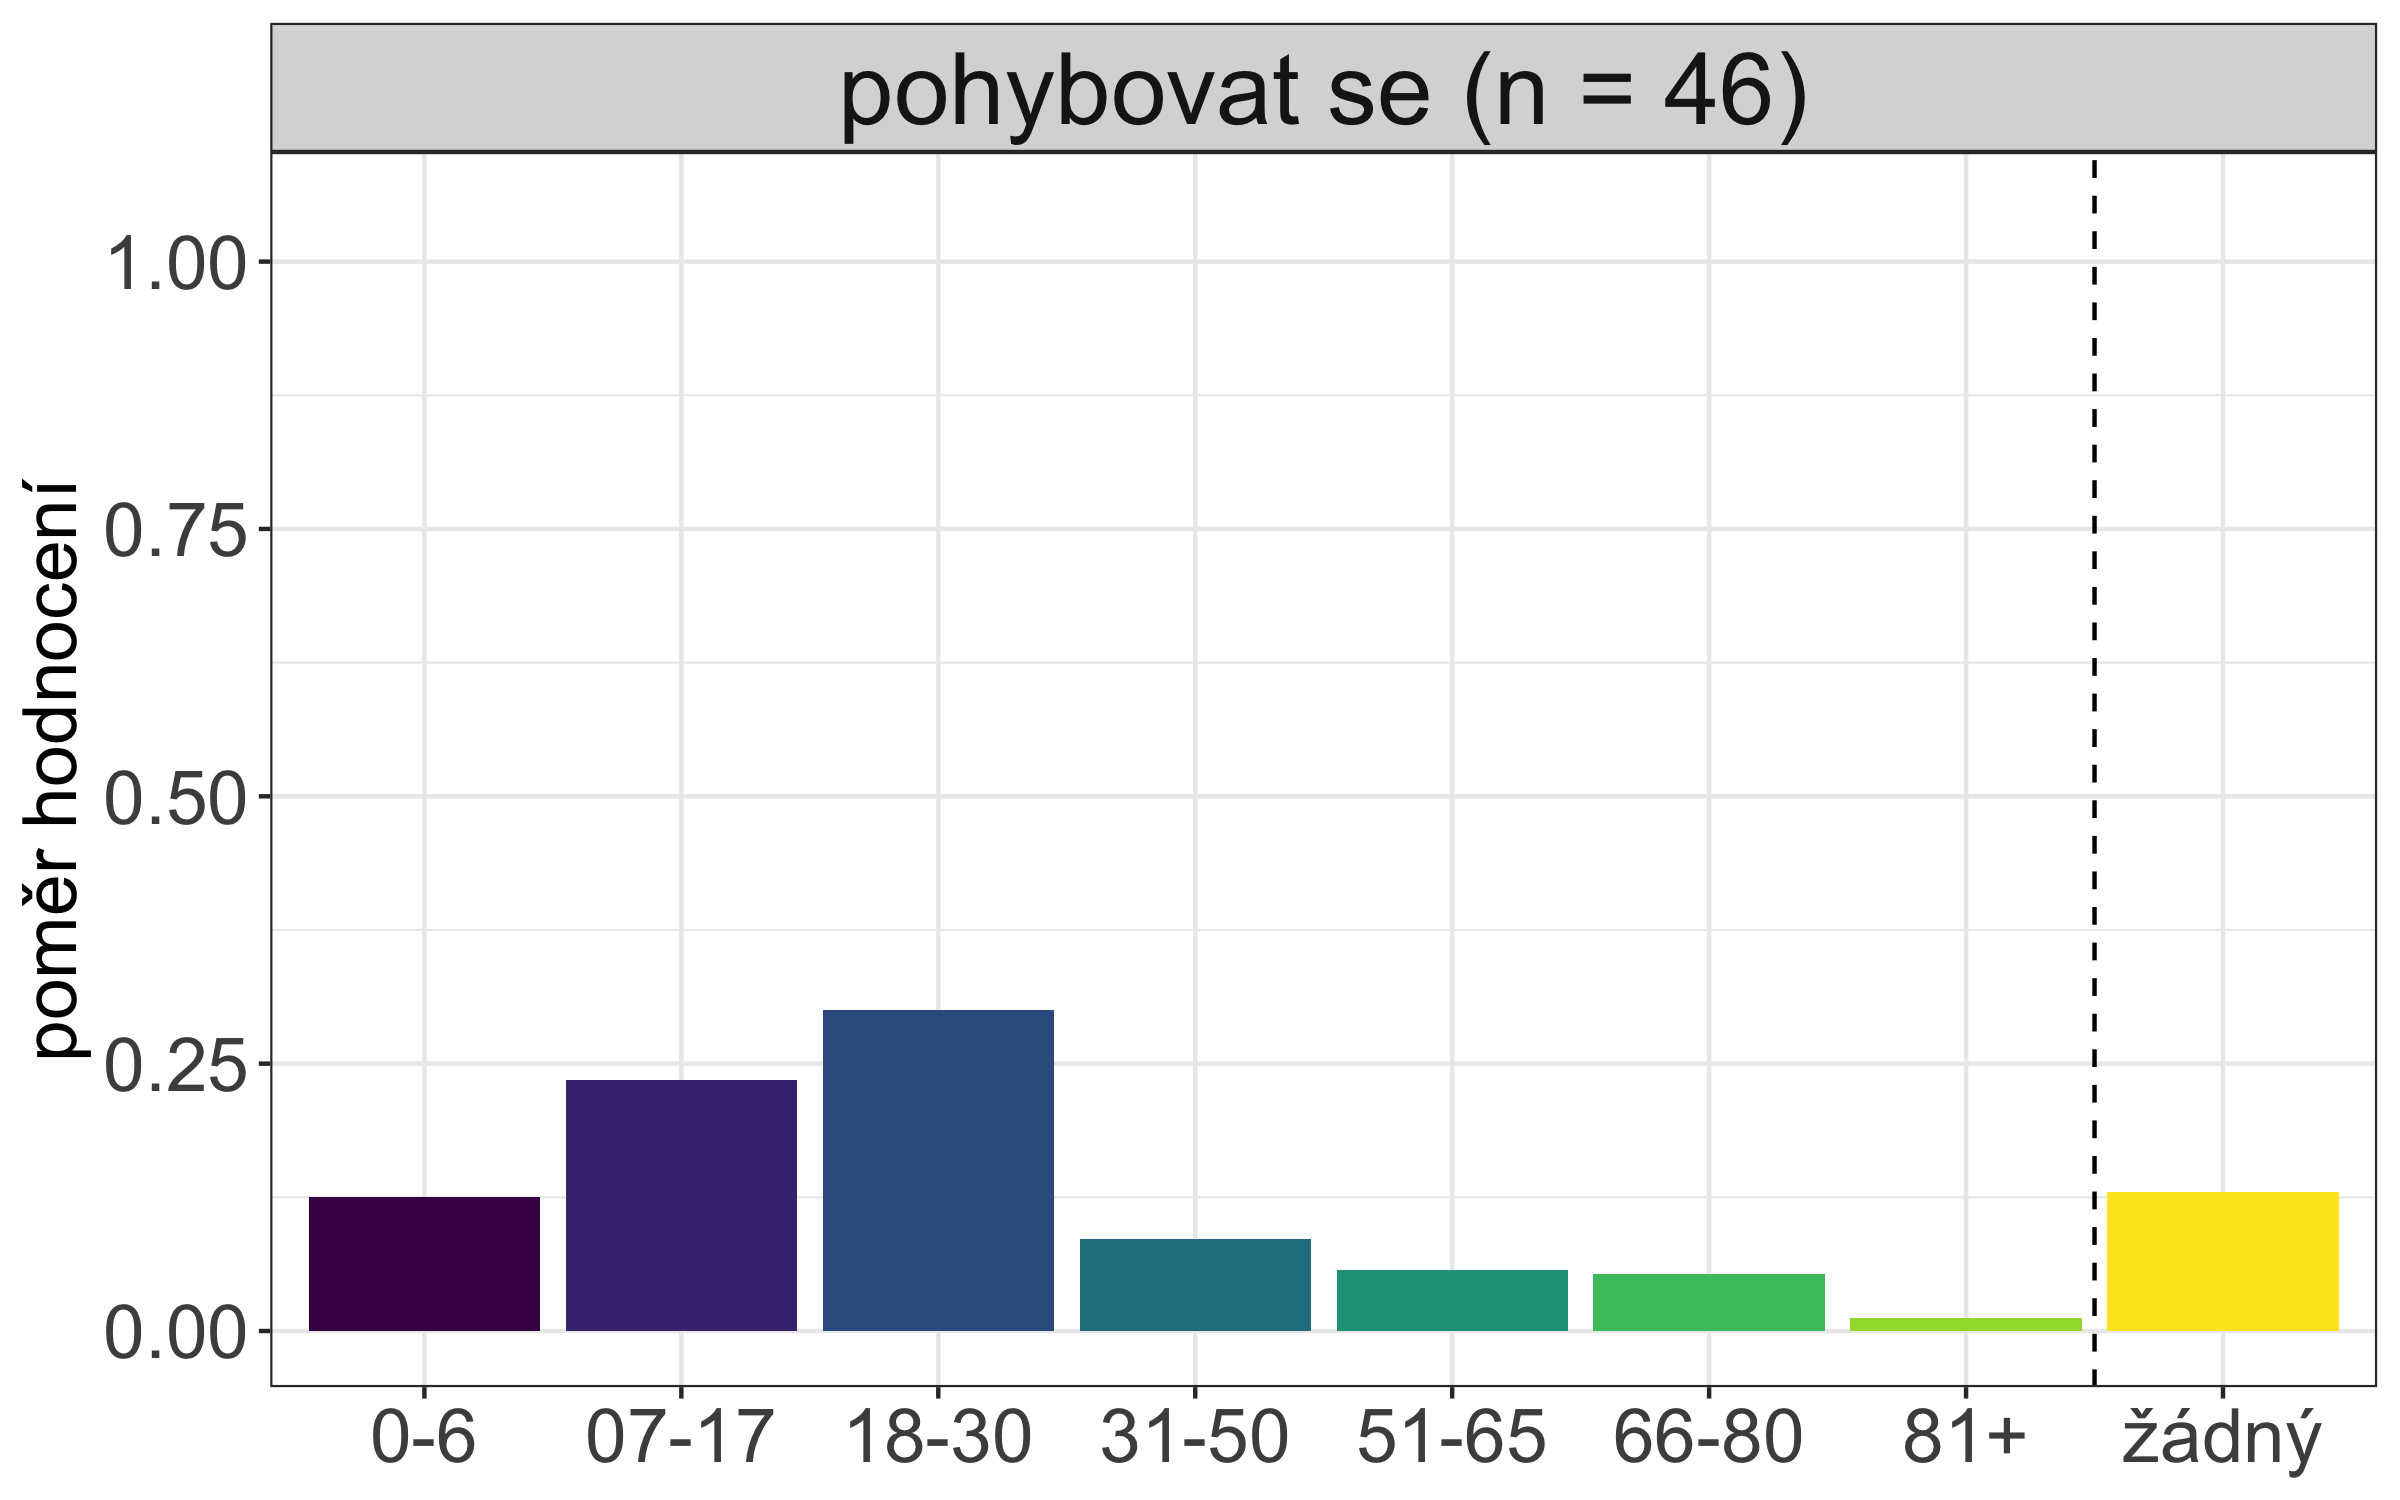 pohybovat se (n = 46)
poměr hodnocení
1.00
0.75
0.50
0.25
0.00
0-6 07-17 18-30 31-50 51-65 66-80 81+ žádný